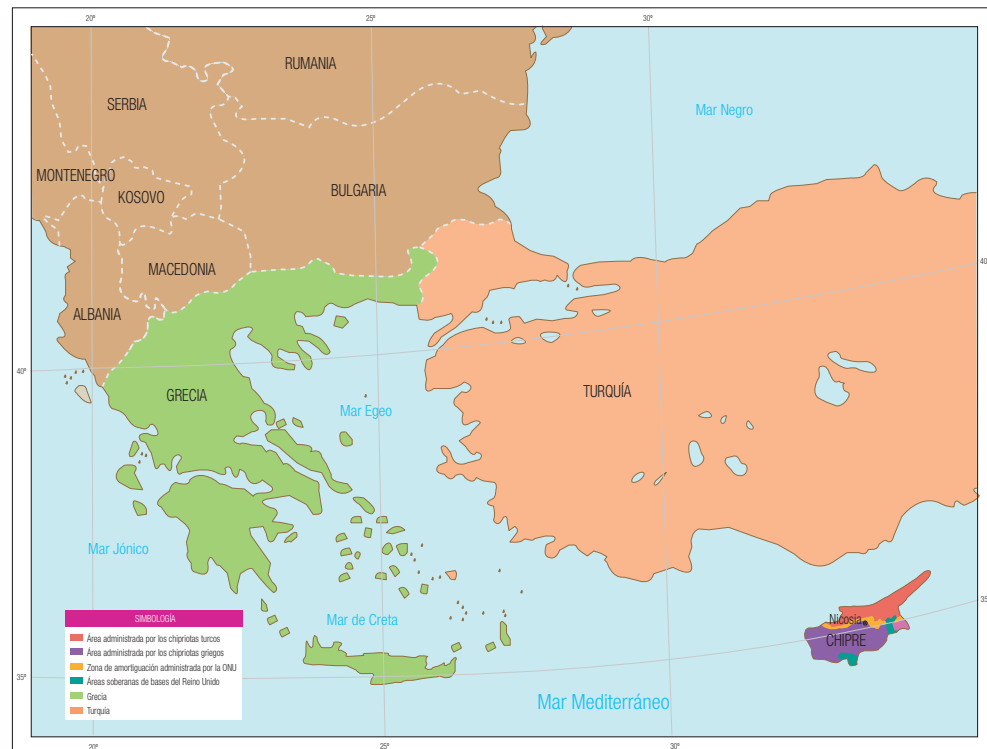 20°
25°
30°
RUMANIA
SERBIA
Mar Negro
MONTENEGRO
KOSOVO
BULGARIA
MACEDONIA
40°
ALBANIA
40°
GRECIA
TURQUÍA
Mar Egeo
Mar Jónico
35°
SIMBOLOGÍA
Área administrada por los chipriotas turcos
Área administrada por los chipriotas griegos
Zona de amortiguación administrada por la ONU
Áreas soberanas de bases del Reino Unido
Grecia
Turquía
Mar de Creta
Nicosia
CHIPRE
35°
Mar Mediterráneo
20°
25°
30°